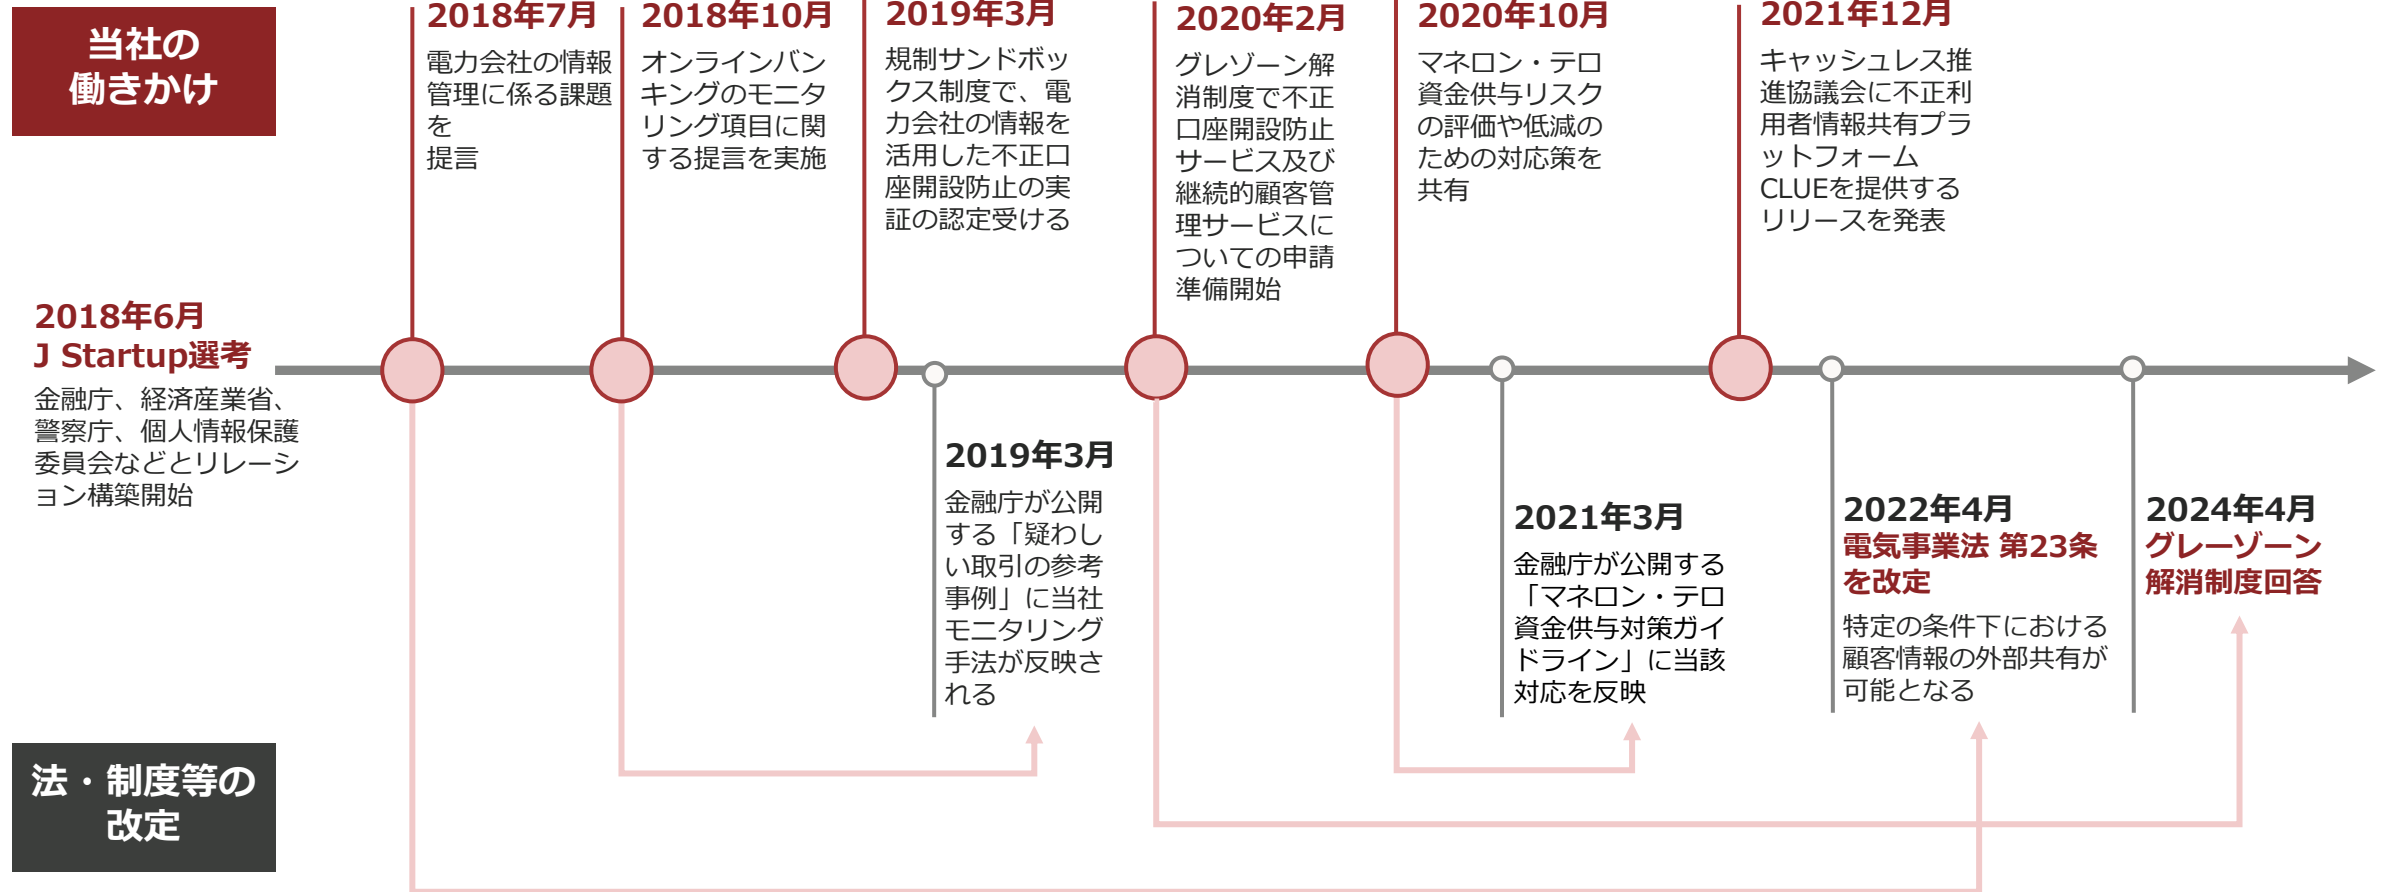 当社の
働きかけ
2018年7月
電力会社の情報
管理に係る課題
を
提言
2018年10月
オンラインバン
キングのモニタ
リング項目に関
する提言を実施
2019年3月
規制サンドボッ
クス制度で、電
力会社の情報を
活用した不正口
座開設防止の実
証の認定受ける
2020年2月
グレゾーン解
消制度で不正
口座開設防止
サービス及び
継続的顧客管
理サービスに
ついての申請
準備開始
2020年10月
マネロン・テロ
資金供与リスク
の評価や低減の
ための対応策を
共有
2021年12月
キャッシュレス推
進協議会に不正利
用者情報共有プラ
ットフォーム
CLUEを提供する
リリースを発表
2018年6月
J Startup選考
金融庁、経済産業省、
警察庁、個人情報保護
委員会などとリレーシ
ョン構築開始
2019年3月
金融庁が公開
する「疑わし
い取引の参考
事例」に当社
モニタリング
手法が反映さ
れる
2021年3月
金融庁が公開する
「マネロン・テロ
資金供与対策ガイ
ドライン」に当該
対応を反映
2022年4月
電気事業法 第23条
を改定
特定の条件下における
顧客情報の外部共有が
可能となる
2024年4月
グレーゾーン
解消制度回答
法・制度等の
改定